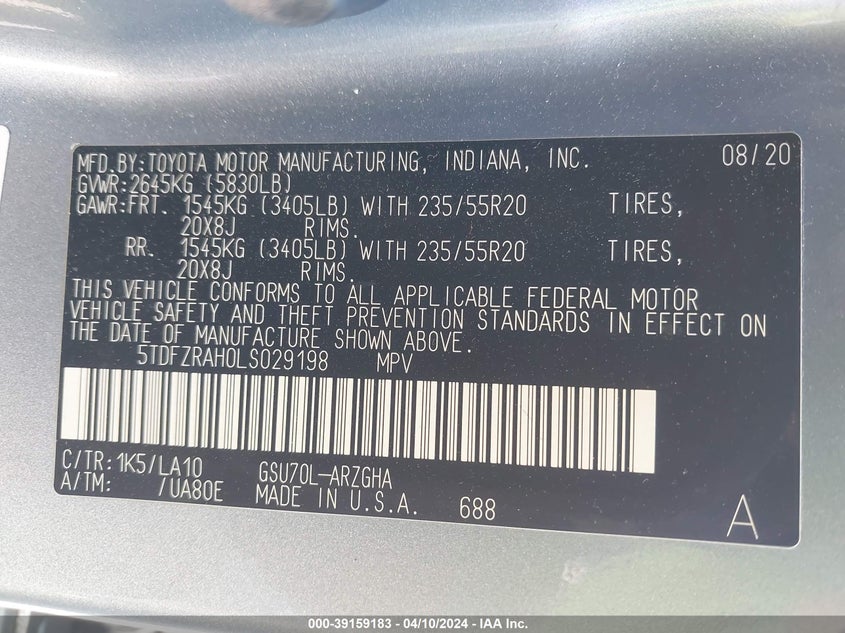 MFD.BY:TOYOTA MOTOR MANUFACTURING, INDIANA, INC. 08/20
GVWR:2645KG (5830LB)
GAWR:FRT. 1545KG (3405LB) WITH 235/55R20 TIRES,
20X8J RIMS.
RR. 1545KG (3405LB) WITH 235/55R20 TIRES,
20X8J RIMS.
THIS VEHICLE CONFORMS TO ALL APPLICABLE FEDERAL MOTOR
VEHICLE SAFETY AND THEFT PREVENTION STANDARDS IN EFFECT ON
THE DATE OF MANUFACTURE SHOWN ABOVE.
5TDFZRAH0LS029198 MPV
C/TR:1K5/LA10 GSU70L-ARZGHA
A/TM: /UA80E MADE IN U.S.A. 688 A
000-39159183 - 04/10/2024 - IAA Inc.